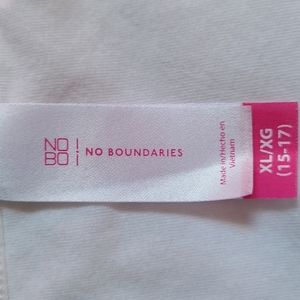 NO
BO
NO BOUNDARIES
Made in/Hecho en
Vietnam
XL/XG
(15-17)